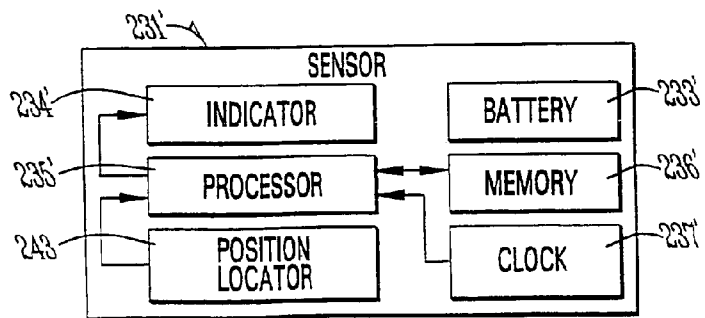 231'
SENSOR
234'
INDICATOR
BATTERY
233'
235'
PROCESSOR
MEMORY
236'
243
POSITION
LOCATOR
CLOCK
237'